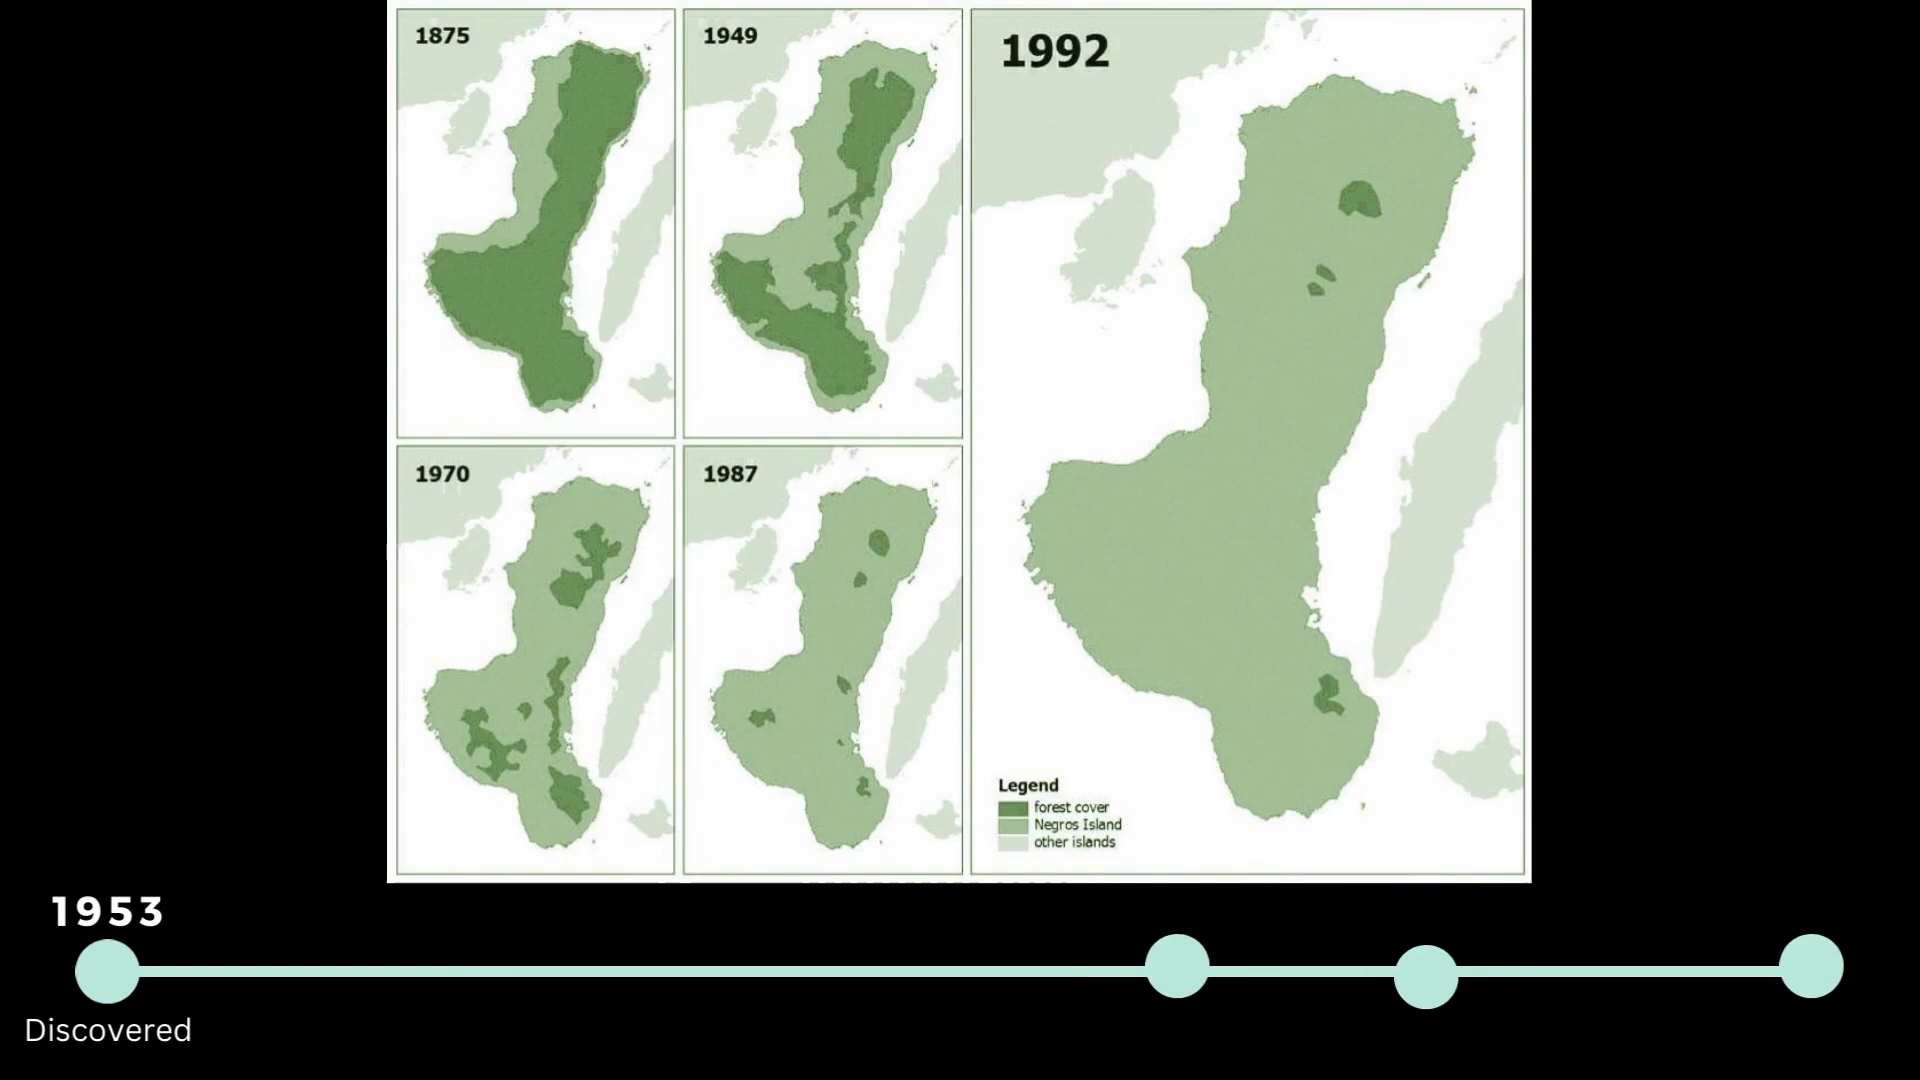 1875
1949
1992
1970
1987
Legend
forest cover
Negros Island
other islands
1953
Discovered